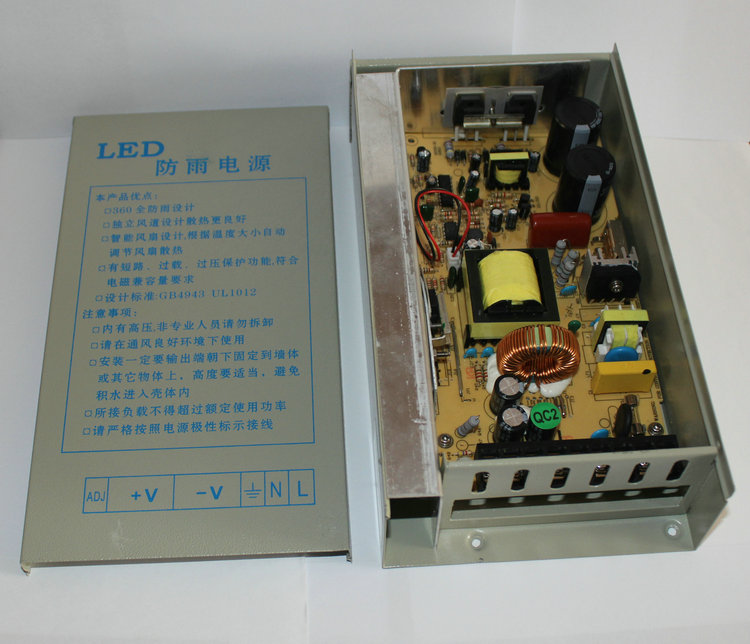 LED
防雨电源
本产品优点:
□360全防雨设计
□独立风道设计散热更良好
□智能风扇设计,根据温度大小自动
调节风扇散热
□有短路、过载、过压保护功能,符合
电磁兼容量要求
□设计标准:GB4943 UL1012
注意事项:
□内有高压,非专业人员请勿拆卸
□请在通风良好环境下使用
□安装一定要输出端朝下固定到墙体
或其它物体上、高度要适当、避免
积水进入壳体内
□所接负载不得超过额定使用功率
□请严格按照电源极性标示接线
ADJ +V -V N L
QC2